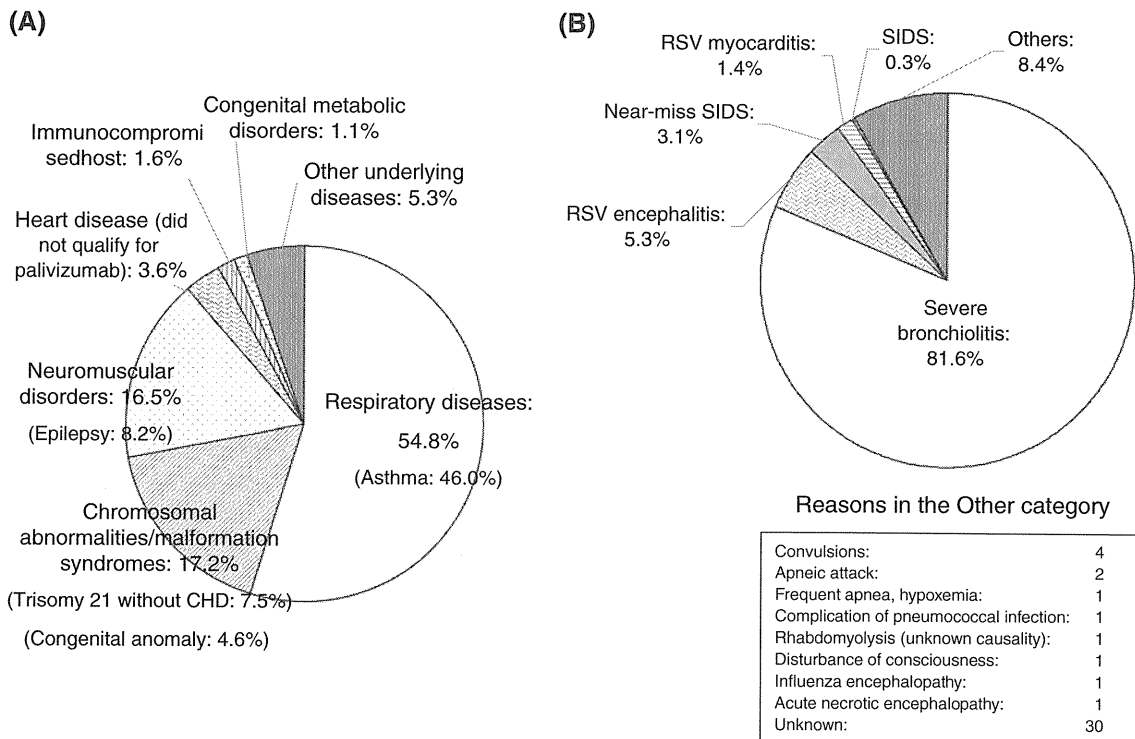 (A)
Congenital metabolic
disorders: 1.1%
Immunocompromi
sedhost: 1.6%
Other underlying
diseases: 5.3%
Heart disease (did
not qualify for
palivizumab): 3.6%
Neuromuscular
disorders: 16.5%
(Epilepsy: 8.2%)
Respiratory diseases:
54.8%
(Asthma: 46.0%)
Chromosomal
abnormalities/malformation
syndromes: 17.2%
(Trisomy 21 without CHD: 7.5%)
(Congenital anomaly: 4.6%)
(B)
RSV myocarditis:
1.4%
SIDS:
0.3%
Others:
8.4%
Near-miss SIDS:
3.1%
RSV encephalitis:
5.3%
Severe
bronchiolitis:
81.6%
Reasons in the Other category
Convulsions: 4
Apneic attack: 2
Frequent apnea, hypoxemia: 1
Complication of pneumococcal infection: 1
Rhabdomyolysis (unknown causality): 1
Disturbance of consciousness: 1
Influenza encephalopathy: 1
Acute necrotic encephalopathy: 1
Unknown: 30